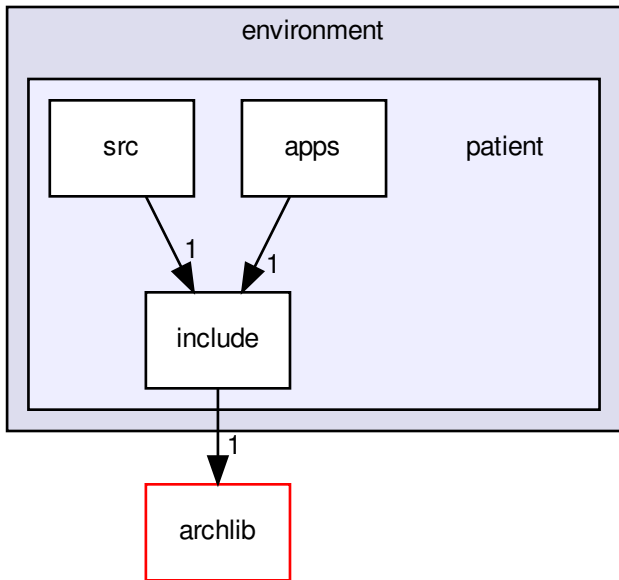 environment
src
apps
patient
1
1
include
1
archlib